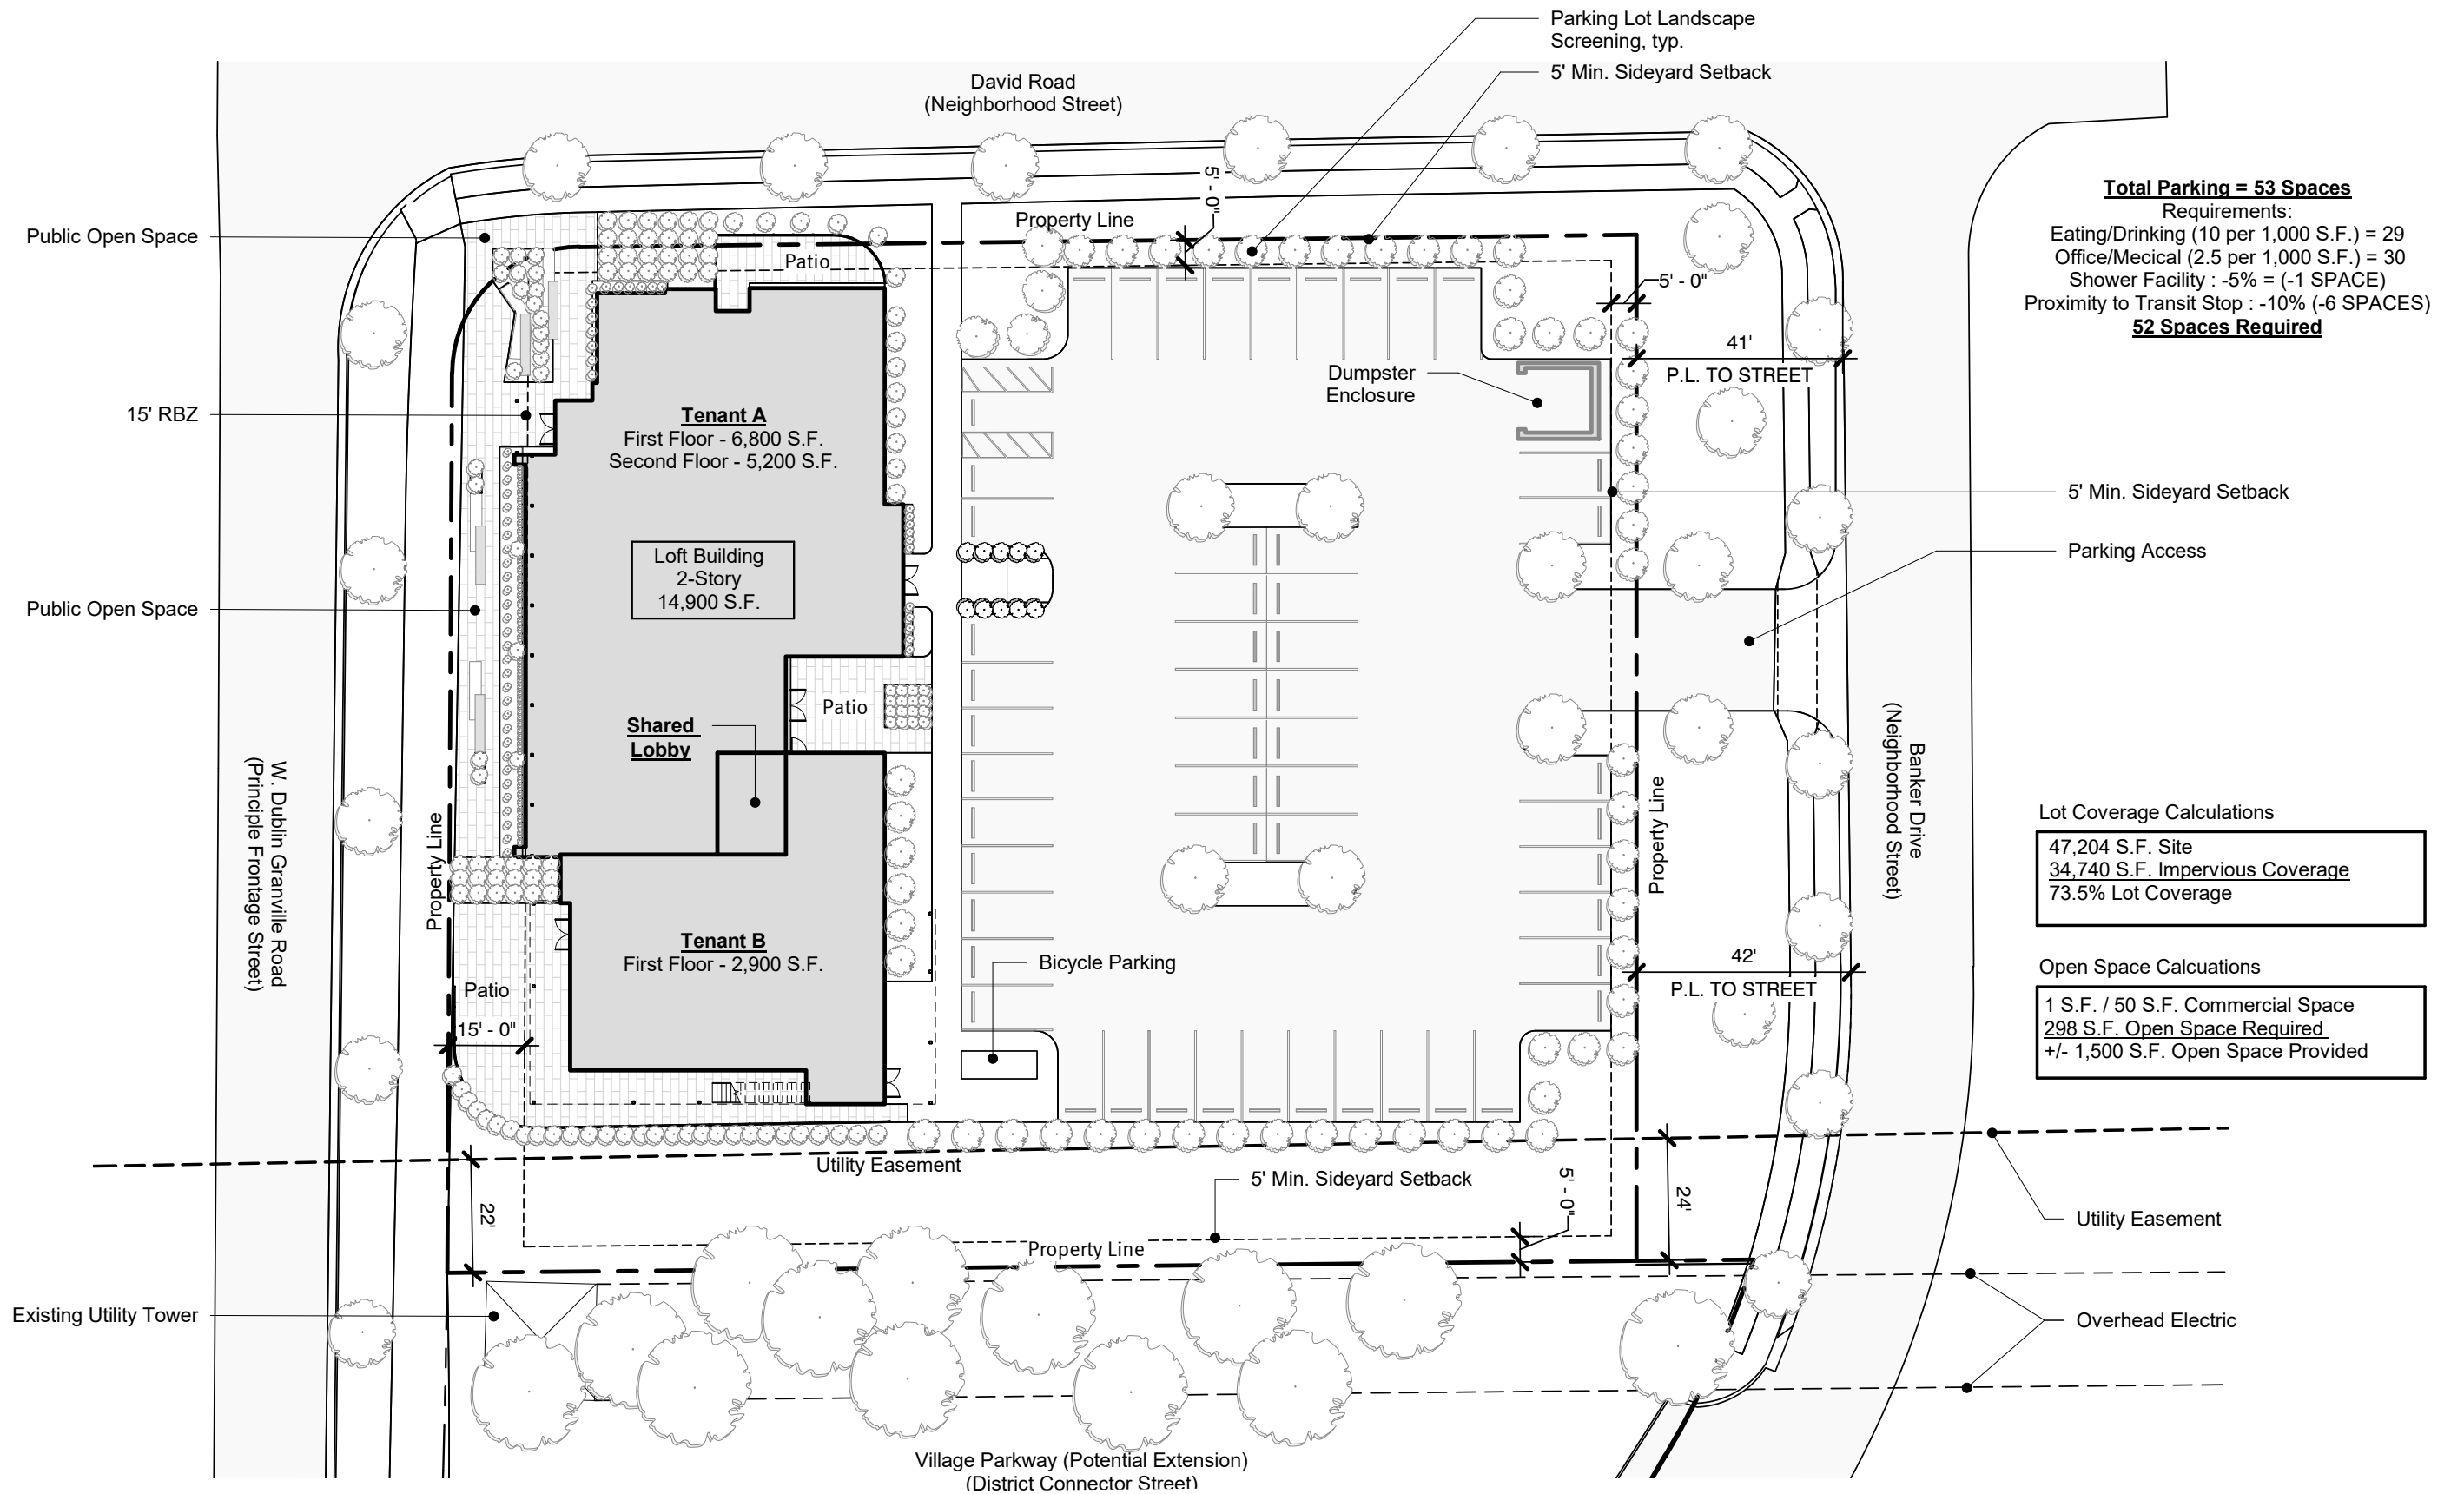 Parking Lot Landscape
Screening, typ.
5' Min. Sideyard Setback
David Road
(Neighborhood Street)
Total Parking = 53 Spaces
Requirements:
Eating/Drinking (10 per 1,000 S.F.) = 29
Office/Mecical (2.5 per 1,000 S.F.) = 30
Shower Facility : -5% = (-1 SPACE)
Proximity to Transit Stop : -10% (-6 SPACES)
52 Spaces Required
Public Open Space
Property Line
5' - 0"
Patio
5' - 0"
41'
P.L. TO STREET
Dumpster
Enclosure
15' RBZ
Tenant A
First Floor - 6,800 S.F.
Second Floor - 5,200 S.F.
5' Min. Sideyard Setback
Parking Access
Loft Building
2-Story
14,900 S.F.
Public Open Space
Patio
Shared
Lobby
W. Dublin Granville Road
(Principle Frontage Street)
Property Line
Property Line
Banker Drive
(Neighborhood Street)
Lot Coverage Calculations
47,204 S.F. Site
34,740 S.F. Impervious Coverage
73.5% Lot Coverage
Tenant B
First Floor - 2,900 S.F.
Bicycle Parking
42'
P.L. TO STREET
Open Space Calcuations
1 S.F. / 50 S.F. Commercial Space
298 S.F. Open Space Required
+/- 1,500 S.F. Open Space Provided
Patio
15' - 0"
Utility Easement
5' Min. Sideyard Setback
5' - 0"
22'
24'
Utility Easement
Property Line
Existing Utility Tower
Overhead Electric
Village Parkway (Potential Extension)
(District Connector Street)